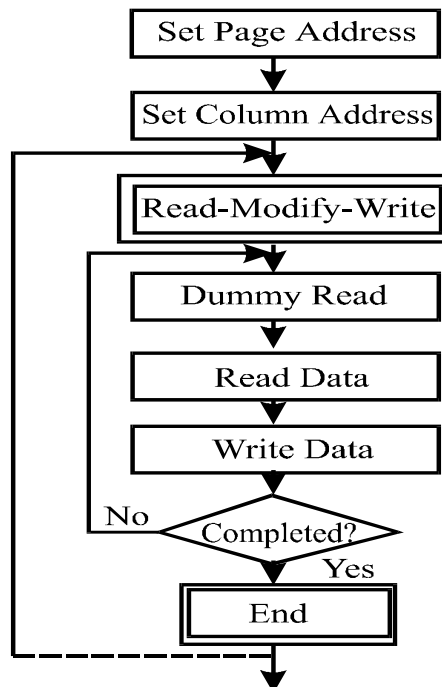 Set Page Address
Set Column Address
Read-Modify-Write
Dummy Read
Read Data
Write Data
No
Completed?
Yes
End